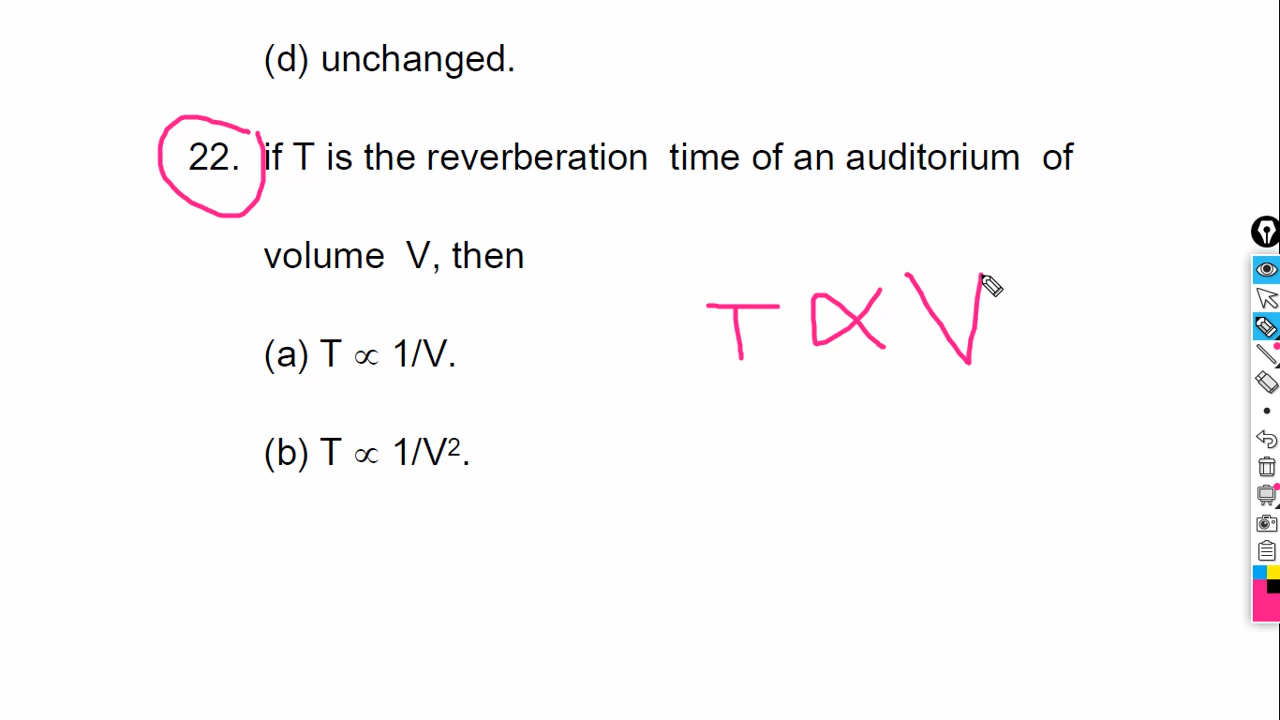 (d) unchanged.
22. if T is the reverberation time of an auditorium of
volume V, then
T ∝ V
(a) T ∝ 1/V.
(b) T ∝ 1/V².